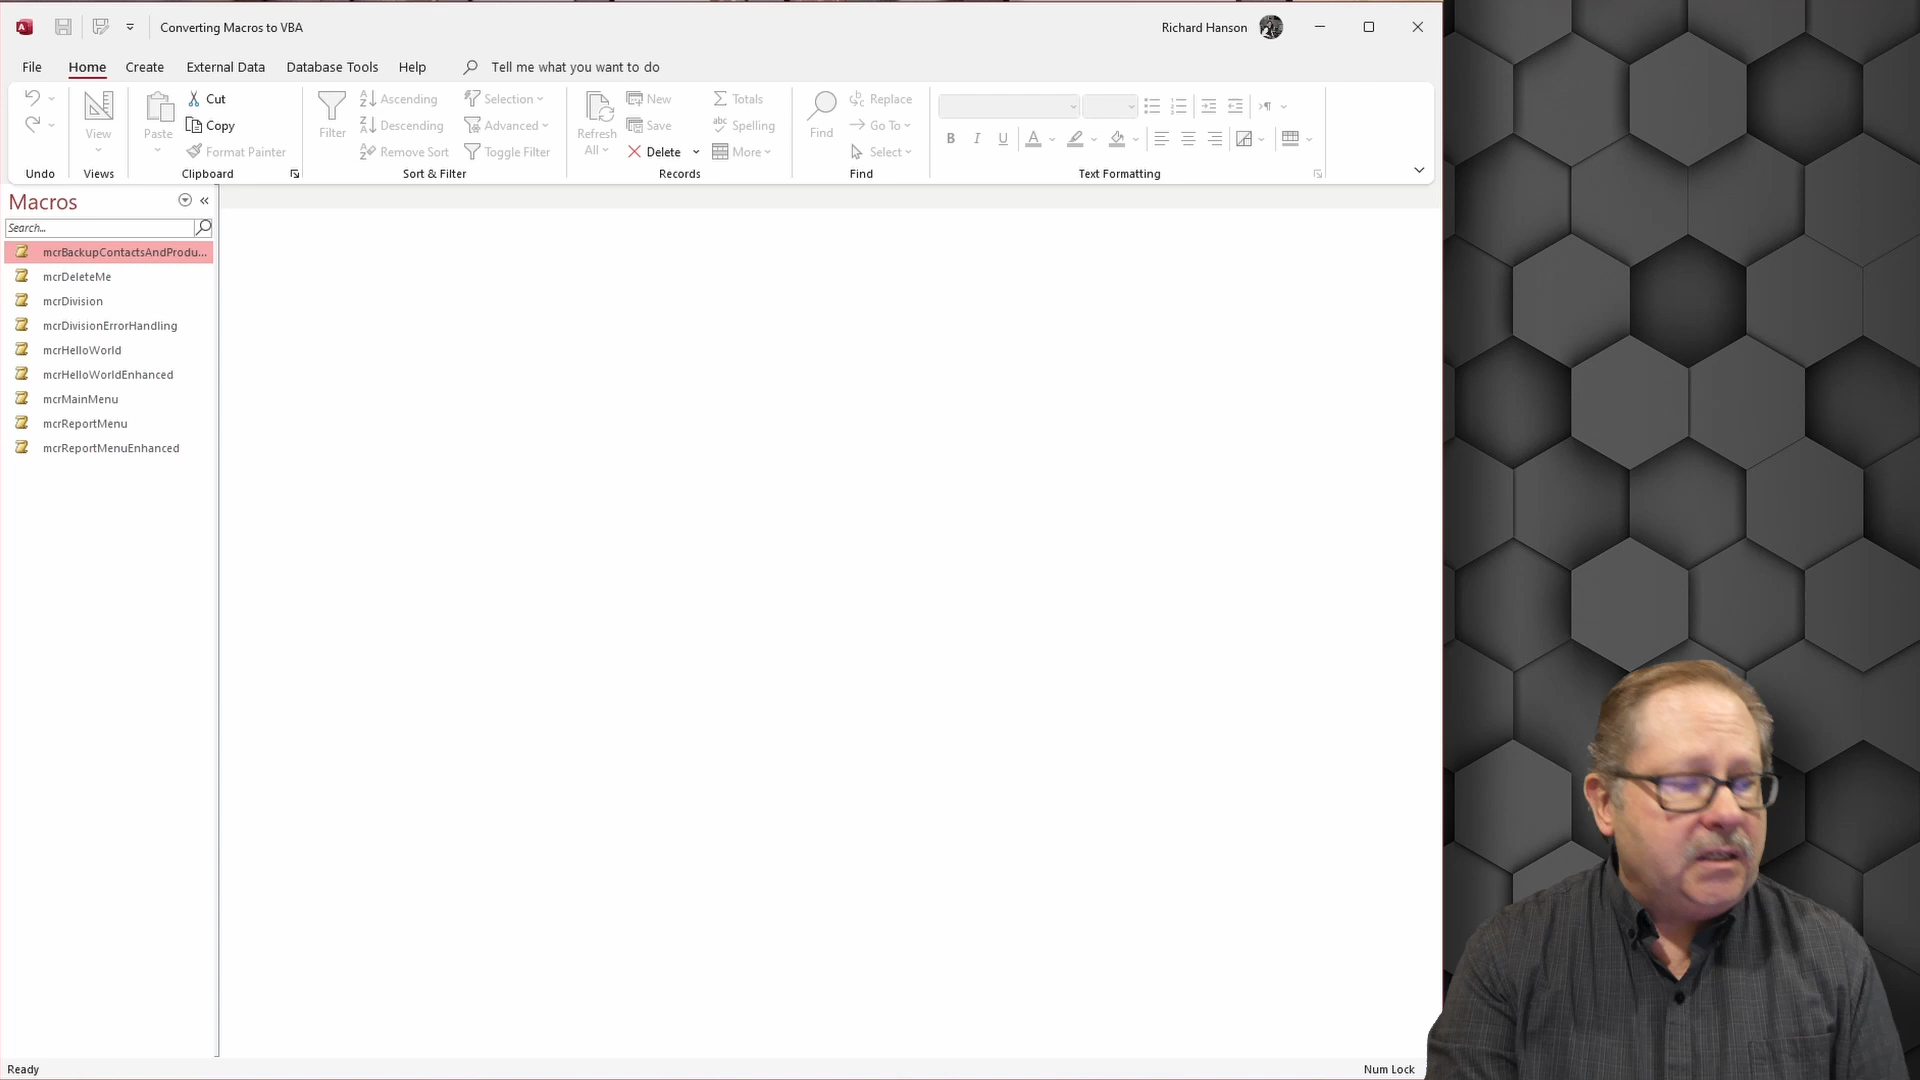 Converting Macros to VBA
Richard Hanson
File Home Create External Data Database Tools Help Tell me what you want to do
Undo
View
Views
Paste
Cut
Copy
Format Painter
Clipboard
Filter
Ascending
Descending
Remove Sort
Selection
Advanced
Toggle Filter
Sort & Filter
Refresh
All
New
Save
Delete
Totals
Spelling
More
Records
Find
Replace
Go To
Select
Find
B I U A
Text Formatting
Macros
Search...
mcrBackupContactsAndProdu...
mcrDeleteMe
mcrDivision
mcrDivisionErrorHandling
mcrHelloWorld
mcrHelloWorldEnhanced
mcrMainMenu
mcrReportMenu
mcrReportMenuEnhanced
Ready
Num Lock